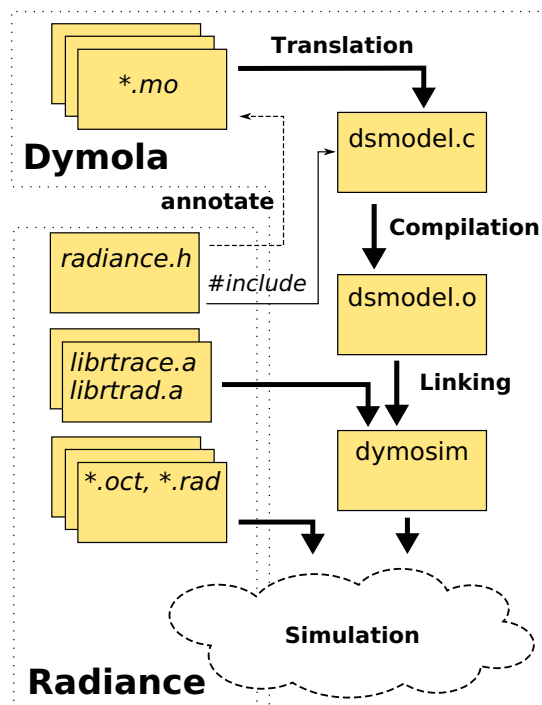 Translation
*.mo
Dymola
dsmodel.c
annotate
Compilation
radiance.h
#include
dsmodel.o
librtrace.a
librtrad.a
Linking
dymosim
*.oct, *.rad
Simulation
Radiance